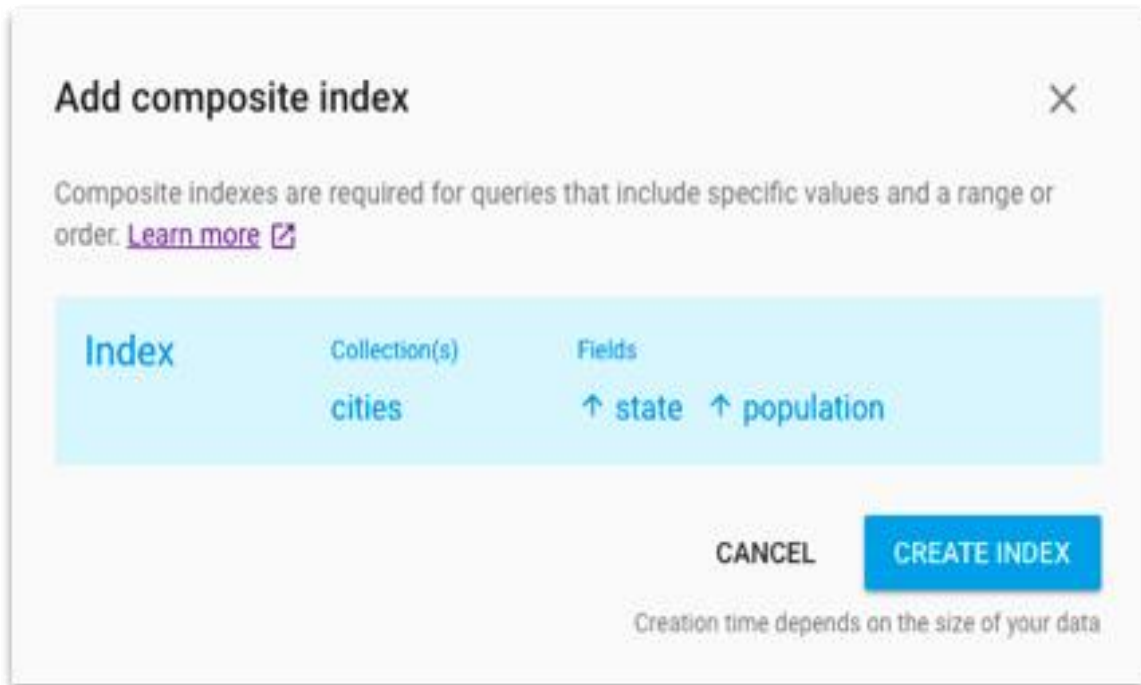 Add composite index
Composite indexes are required for queries that include specific values and a range or
order. Learn more
Index Collection(s) Fields
cities ↑ state ↑ population
CANCEL CREATE INDEX
Creation time depends on the size of your data